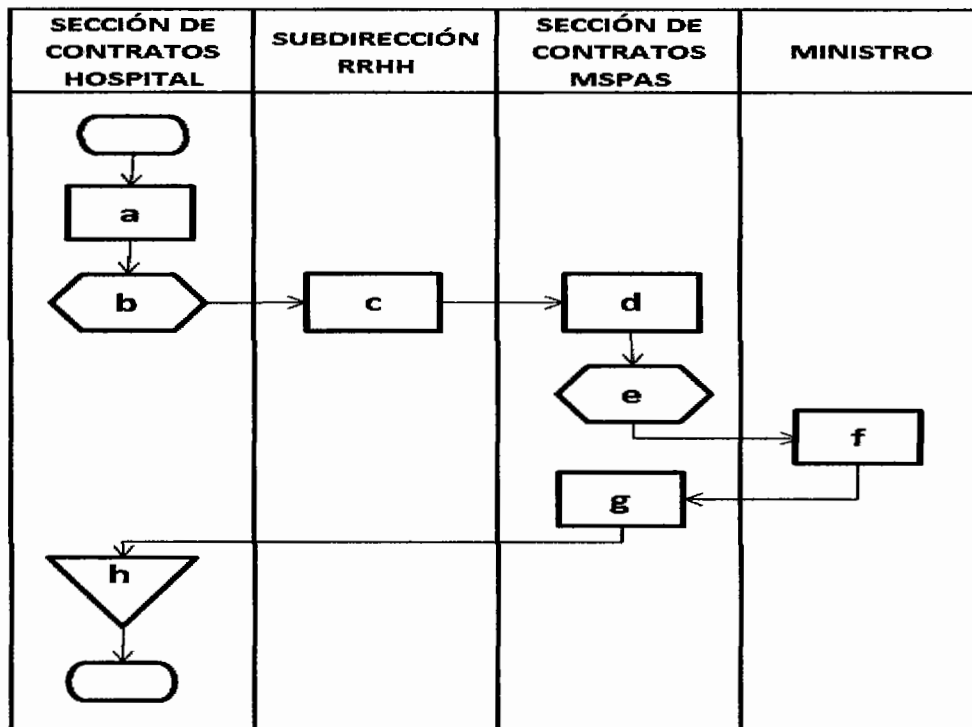 SECCIÓN DE
CONTRATOS
HOSPITAL
SUBDIRECCIÓN
RRHH
SECCIÓN DE
CONTRATOS
MSPAS
MINISTRO
a
b
c
d
e
f
g
h